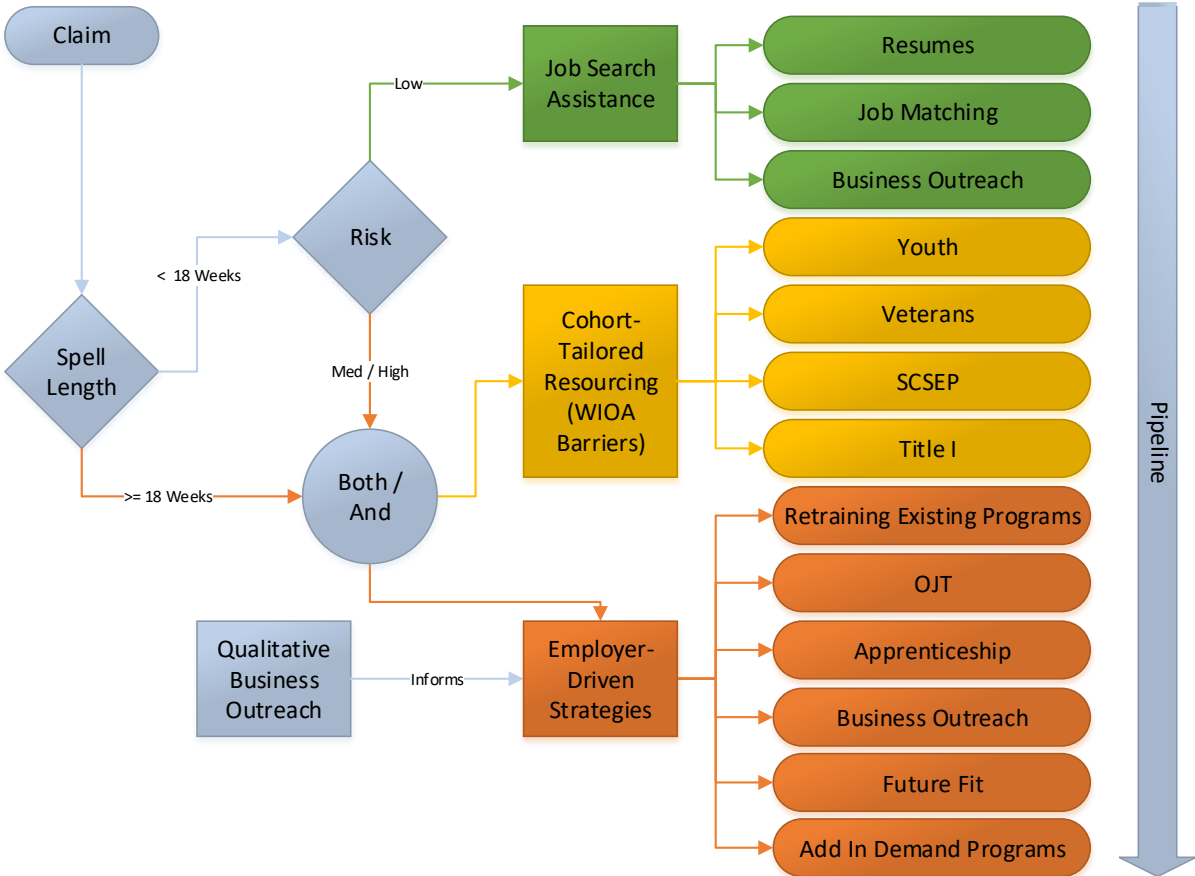 Claim
Resumes
Job Search
Assistance
Low
Job Matching
Business Outreach
Risk
Youth
< 18 Weeks
Veterans
Spell
Length
Cohort-
Tailored
Resourcing
(WIOA
Barriers)
Med / High
SCSEP
Title I
Pipeline
Both /
And
>= 18 Weeks
Retraining Existing Programs
OJT
Qualitative
Business
Outreach
Informs
Employer-
Driven
Strategies
Apprenticeship
Business Outreach
Future Fit
Add In Demand Programs